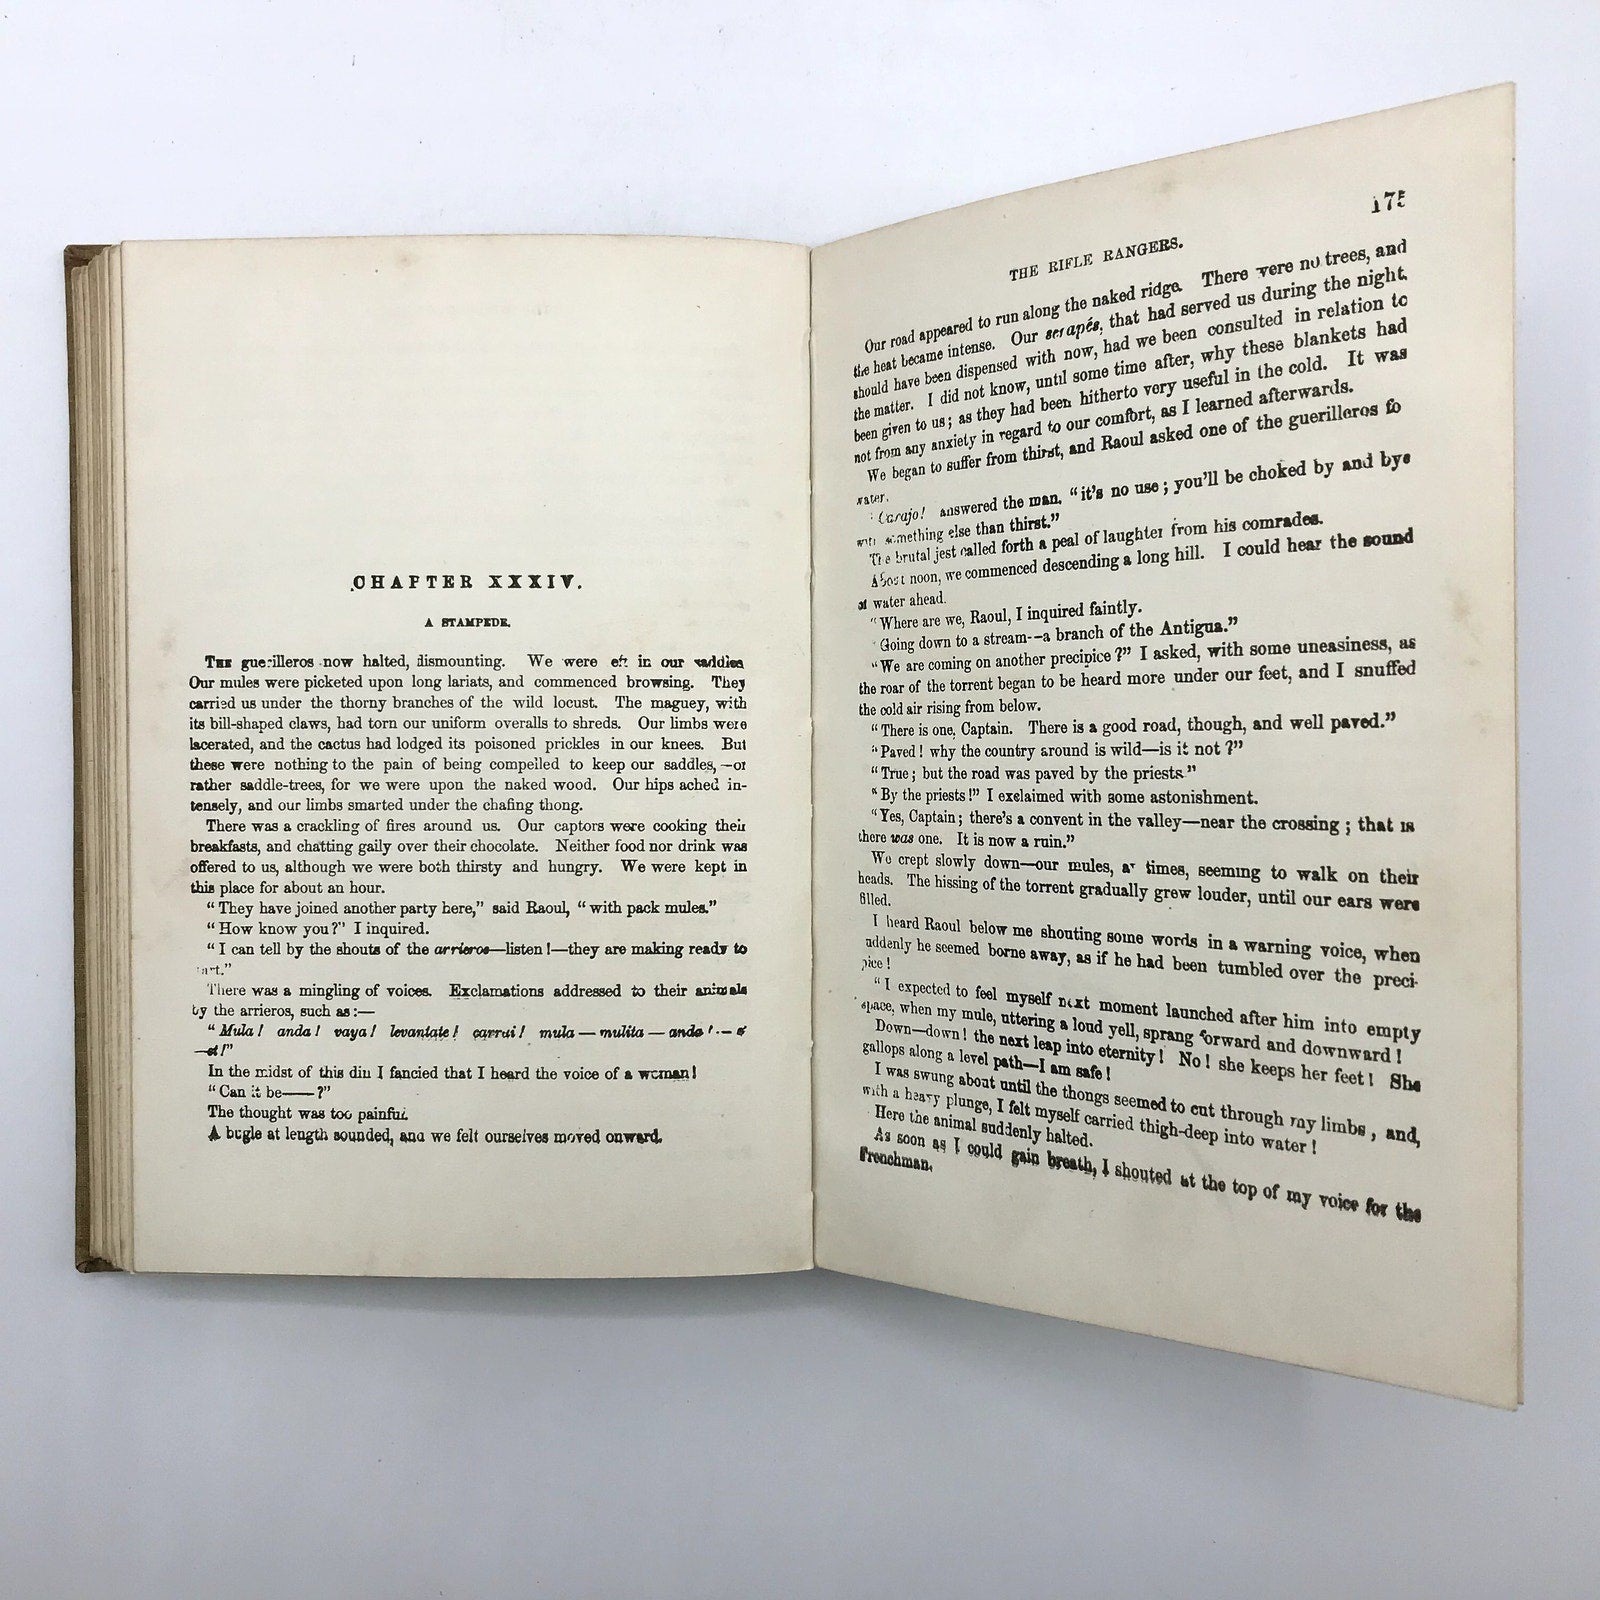 CHAPTER XXXIV.
A STAMPEDE.
THE guerilleros now halted, dismounting. We were left in our saddles
Our mules were picketed upon long lariats, and commenced browsing. They
carried us under the thorny branches of the wild locust. The maguey, with
its bill-shaped claws, had torn our uniform overalls to shreds. Our limbs were
lacerated, and the cactus had lodged its poisoned prickles in our knees. But
these were nothing to the pain of being compelled to keep our saddles,—or
rather saddle-trees, for we were upon the naked wood. Our hips ached in-
tensely, and our limbs smarted under the chafing thong.
There was a crackling of fires around us. Our captors were cooking their
breakfasts, and chatting gaily over their chocolate. Neither food nor drink was
offered to us, although we were both thirsty and hungry. We were kept in
this place for about an hour.
“They have joined another party here,” said Raoul, “with pack mules.”
“How know you?” I inquired.
“I can tell by the shouts of the arrieros—listen!—they are making ready to
There was a mingling of voices. Exclamations addressed to their animals
by the arrieros, such as:—
“Mula! anda! vaya! levantate! carrai! mula—mulita—anda!—
In the midst of this din I fancied that I heard the voice of a woman!
“Can it be——?”
The thought was too painful.
A bugle at length sounded, and we felt ourselves moved onward.
175
THE RIFLE RANGERS.
Our road appeared to run along the naked ridge. There were no trees, and
the heat became intense. Our serapés, that had served us during the night,
should have been dispensed with now, had we been consulted in relation to
the matter. I did not know, until some time after, why these blankets had
been given to us; as they had been hitherto very useful in the cold. It was
not from any anxiety in regard to our comfort, as I learned afterwards.
We began to suffer from thirst, and Raoul asked one of the guerilleros fo
water.
“Carajo! answered the man, “it's no use; you'll be choked by and bye
with something else than thirst.”
The brutal jest called forth a peal of laughter from his comrades.
About noon, we commenced descending a long hill. I could hear the sound
of water ahead.
“Where are we, Raoul, I inquired faintly.
“Going down to a stream--a branch of the Antigua.”
“We are coming on another precipice?” I asked, with some uneasiness, as
the roar of the torrent began to be heard more under our feet, and I snuffed
the cold air rising from below.
“There is one, Captain. There is a good road, though, and well paved.”
“Paved! why the country around is wild—is it not?”
“True; but the road was paved by the priests.”
“By the priests!” I exclaimed with some astonishment.
“Yes, Captain; there's a convent in the valley—near the crossing; that is
there was one. It is now a ruin.”
We crept slowly down—our mules, at times, seeming to walk on their
heads. The hissing of the torrent gradually grew louder, until our ears were
filled.
I heard Raoul below me shouting some words in a warning voice, when
suddenly he seemed borne away, as if he had been tumbled over the preci-
pice!
“I expected to feel myself next moment launched after him into empty
space, when my mule, uttering a loud yell, sprang forward and downward!
Down—down! the next leap into eternity! No! she keeps her feet! She
gallops along a level path—I am safe!
I was swung about until the thongs seemed to cut through my limbs, and,
with a heavy plunge, I felt myself carried thigh-deep into water!
Here the animal suddenly halted.
As soon as I could gain breath, I shouted at the top of my voice for the
Frenchman.